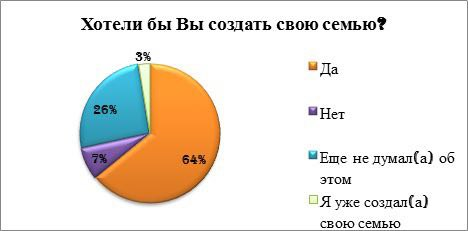 Хотели бы Вы создать свою семью?
3%
26%
7%
64%
Да
Нет
Еще не думал(а) об
этом
Я уже создал(а)
свою семью